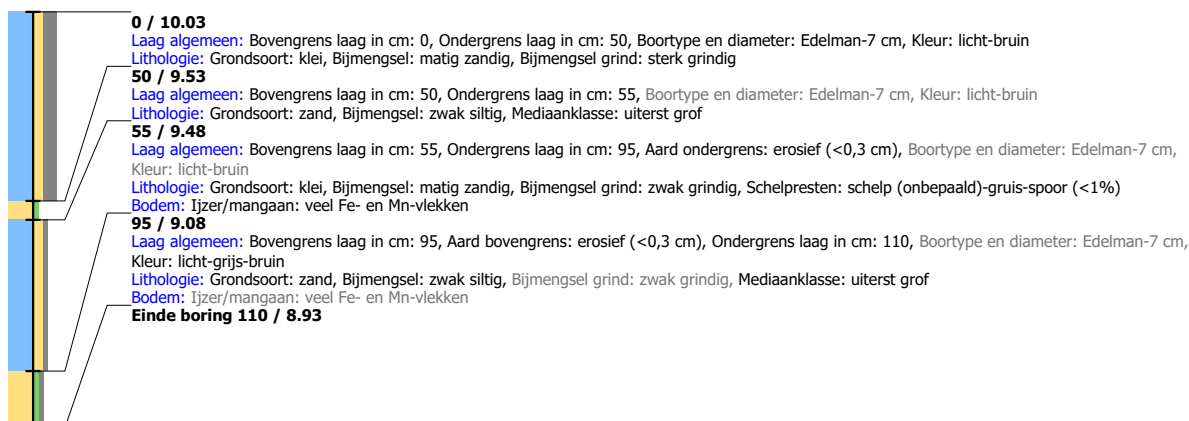 0 / 10.03
Laag algemeen: Bovengrens laag in cm: 0, Ondergrens laag in cm: 50, Boortype en diameter: Edelman-7 cm, Kleur: licht-bruin
Lithologie: Grondsoort: klei, Bijmengsel: matig zandig, Bijmengsel grind: sterk grindig
50 / 9.53
Laag algemeen: Bovengrens laag in cm: 50, Ondergrens laag in cm: 55, Boortype en diameter: Edelman-7 cm, Kleur: licht-bruin
Lithologie: Grondsoort: zand, Bijmengsel: zwak siltig, Mediaanklasse: uiterst grof
55 / 9.48
Laag algemeen: Bovengrens laag in cm: 55, Ondergrens laag in cm: 95, Aard ondergrens: erosief (<0,3 cm), Boortype en diameter: Edelman-7 cm,
Kleur: licht-bruin
Lithologie: Grondsoort: klei, Bijmengsel: matig zandig, Bijmengsel grind: zwak grindig, Schelpresten: schelp (onbepaald)-gruis-spoor (<1%)
Bodem: Ijzer/mangaan: veel Fe- en Mn-vlekken
95 / 9.08
Laag algemeen: Bovengrens laag in cm: 95, Aard bovengrens: erosief (<0,3 cm), Ondergrens laag in cm: 110, Boortype en diameter: Edelman-7 cm,
Kleur: licht-grijs-bruin
Lithologie: Grondsoort: zand, Bijmengsel: zwak siltig, Bijmengsel grind: zwak grindig, Mediaanklasse: uiterst grof
Bodem: Ijzer/mangaan: veel Fe- en Mn-vlekken
Einde boring 110 / 8.93